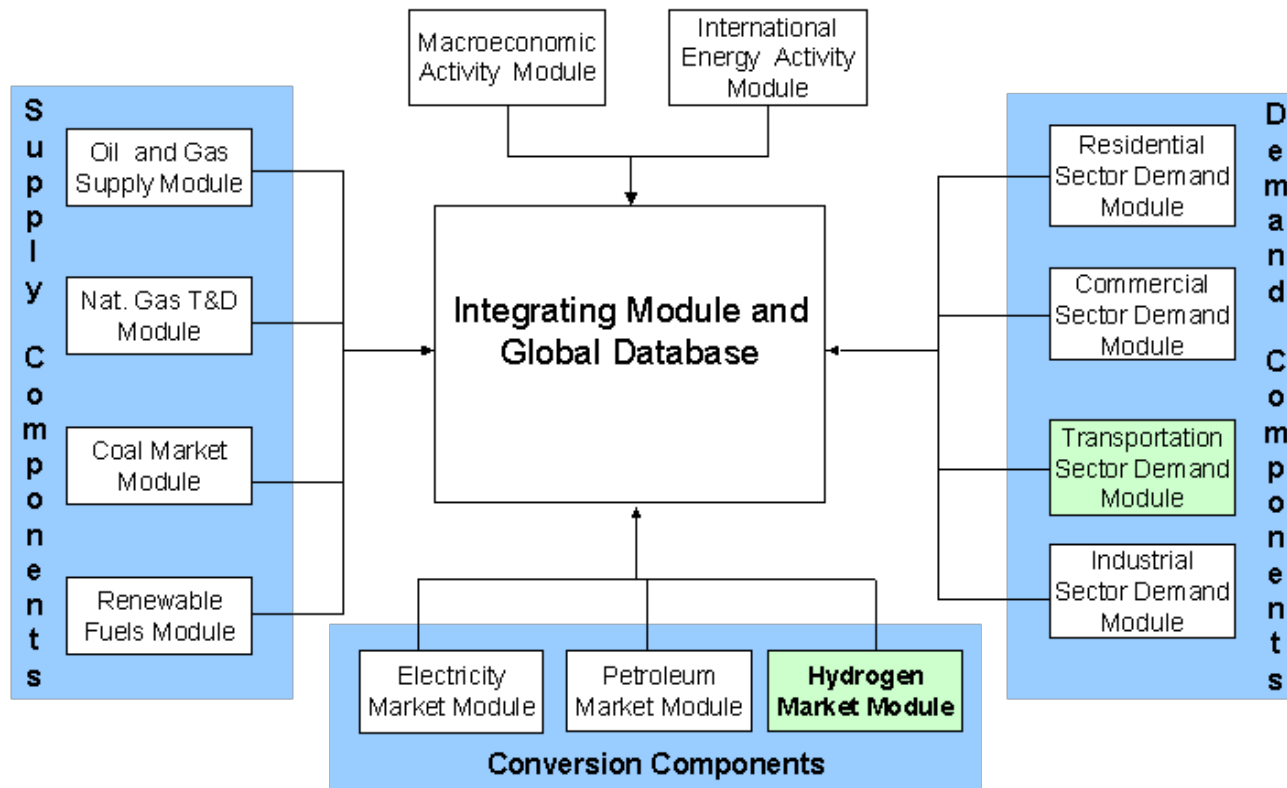 Macroeconomic
Activity Module
International
Energy Activity
Module
Supply Components
Oil and Gas
Supply Module
Nat. Gas T&D
Module
Coal Market
Module
Renewable
Fuels Module
Integrating Module and
Global Database
Residential
Sector Demand
Module
Commercial
Sector Demand
Module
Transportation
Sector Demand
Module
Industrial
Sector Demand
Module
Demand Components
Electricity
Market Module
Petroleum
Market Module
Hydrogen
Market Module
Conversion Components